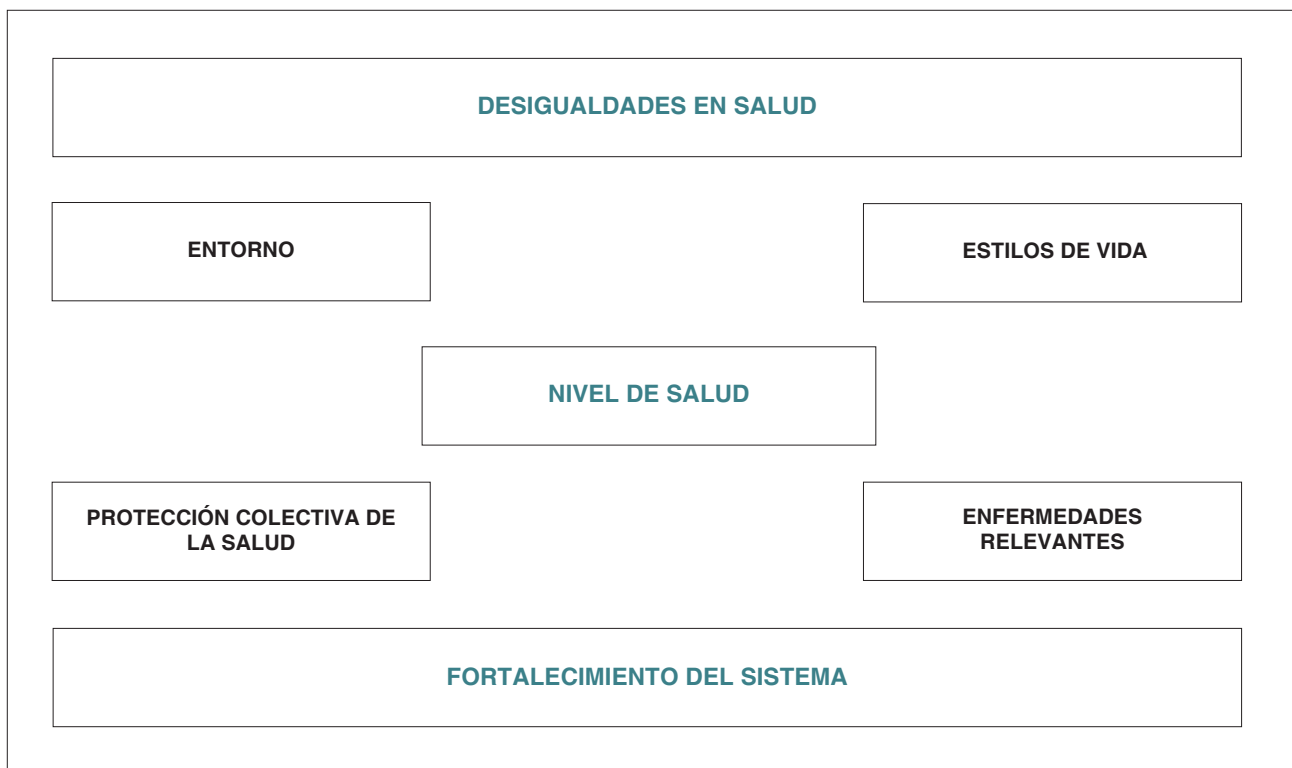 DESIGUALDADES EN SALUD
ENTORNO
ESTILOS DE VIDA
NIVEL DE SALUD
PROTECCIÓN COLECTIVA DE
LA SALUD
ENFERMEDADES
RELEVANTES
FORTALECIMIENTO DEL SISTEMA